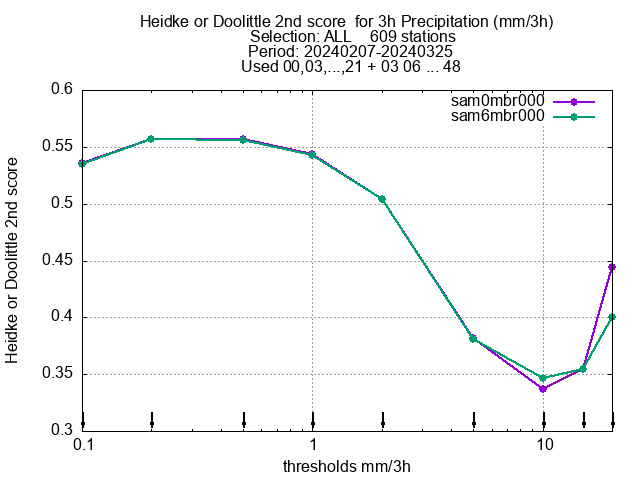 Heidke or Doolittle 2nd score  for 3h Precipitation (mm/3h)
Selection: ALL    609 stations
Period: 20240207-20240325
Used 00,03,...,21 + 03 06 ... 48
sam0mbr000
sam6mbr000
Heidke or Doolittle 2nd score
0.6
0.55
0.5
0.45
0.4
0.35
0.3
0.1
1
10
thresholds mm/3h